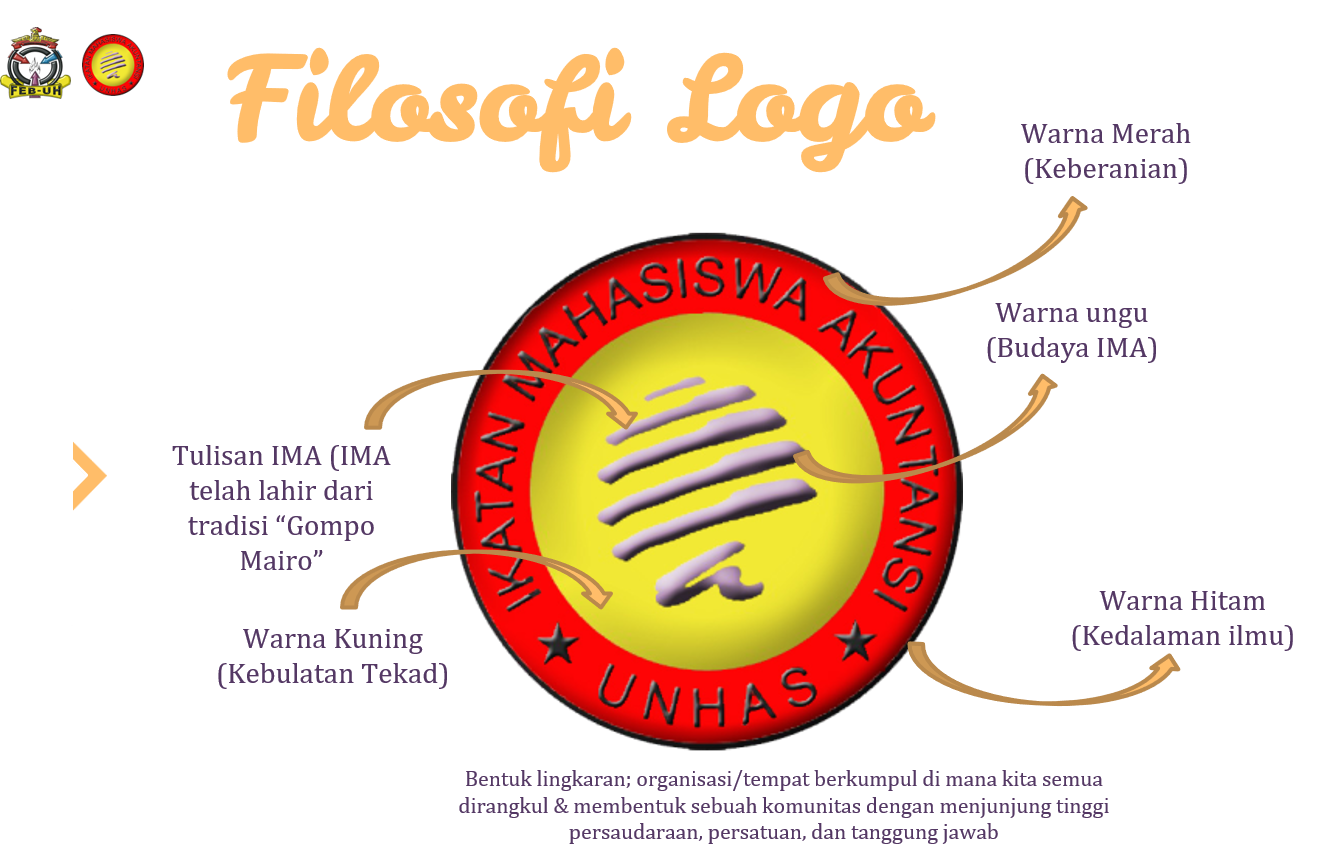 FEB-UH
UNHAS
Filosofi Logo
Warna Merah
(Keberanian)
Warna ungu
(Budaya IMA)
IKATAN MAHASISWA AKUNTANSI
UNHAS
Tulisan IMA (IMA
telah lahir dari
tradisi “Gompo
Mairo”
Warna Kuning
(Kebulatan Tekad)
Warna Hitam
(Kedalaman ilmu)
Bentuk lingkaran; organisasi/tempat berkumpul di mana kita semua
dirangkul & membentuk sebuah komunitas dengan menjunjung tinggi
persaudaraan, persatuan, dan tanggung jawab